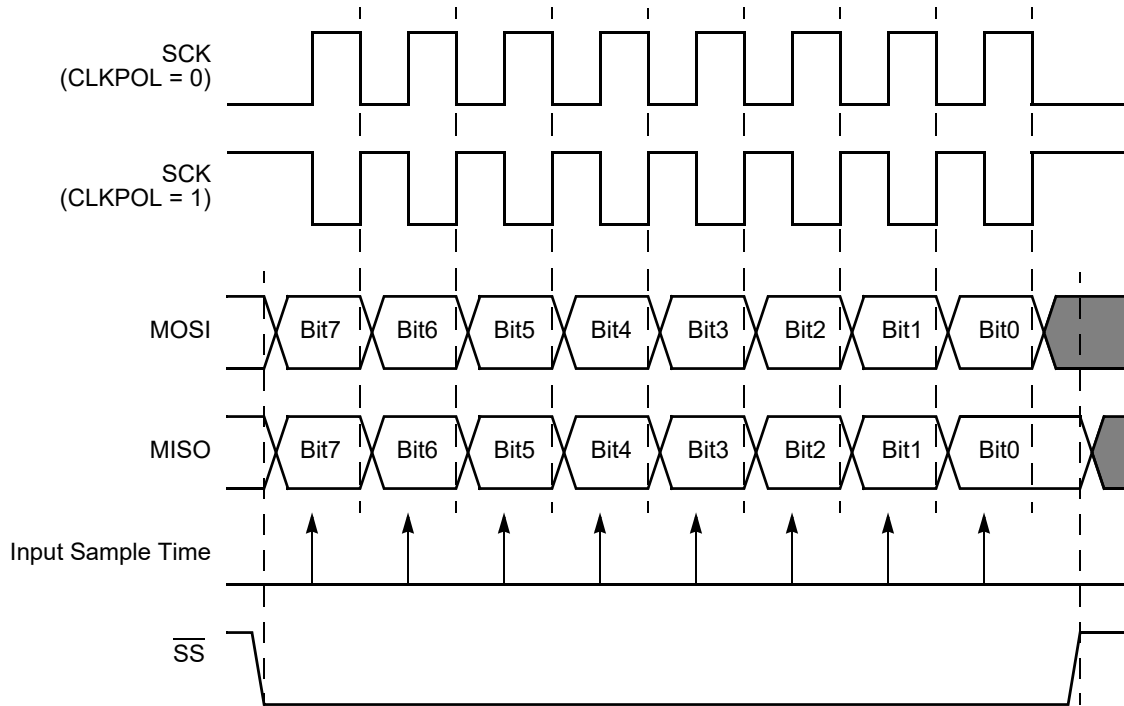 SCK
(CLKPOL = 0)
SCK
(CLKPOL = 1)
MOSI
Bit7 Bit6 Bit5 Bit4 Bit3 Bit2 Bit1 Bit0
MISO
Bit7 Bit6 Bit5 Bit4 Bit3 Bit2 Bit1 Bit0
Input Sample Time
S̅S̅